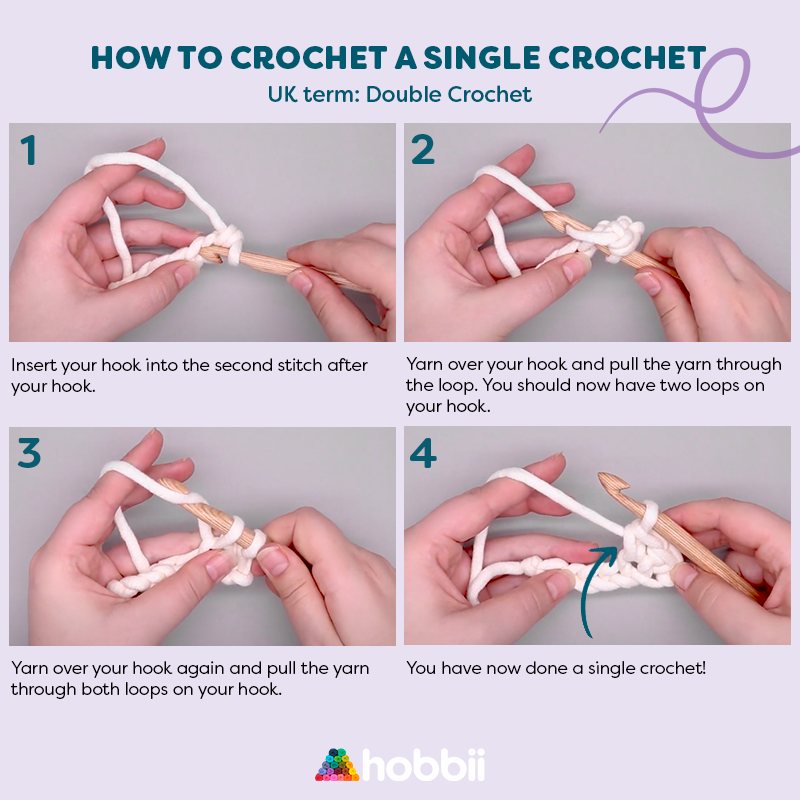 HOW TO CROCHET A SINGLE CROCHET
UK term: Double Crochet
1
2
Insert your hook into the second stitch after
your hook.
Yarn over your hook and pull the yarn through
the loop. You should now have two loops on
your hook.
3
4
Yarn over your hook again and pull the yarn
through both loops on your hook.
You have now done a single crochet!
hobbii